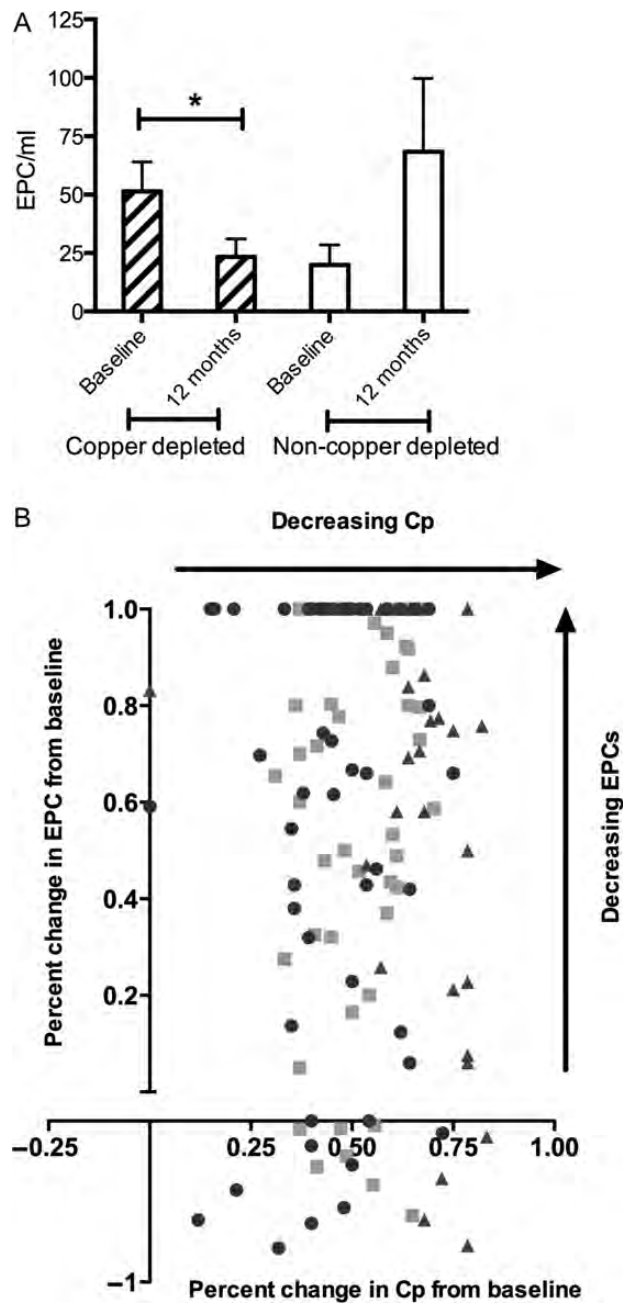 A
125
100
75
50
25
0
EPC/ml
*
Baseline
12 months
Baseline
12 months
Copper depleted
Non-copper depleted
B
Decreasing Cp
1.0
0.8
0.6
0.4
0.2
Percent change in EPC from baseline
Decreasing EPCs
−0.25
0.25
0.50
0.75
1.00
−1
Percent change in Cp from baseline